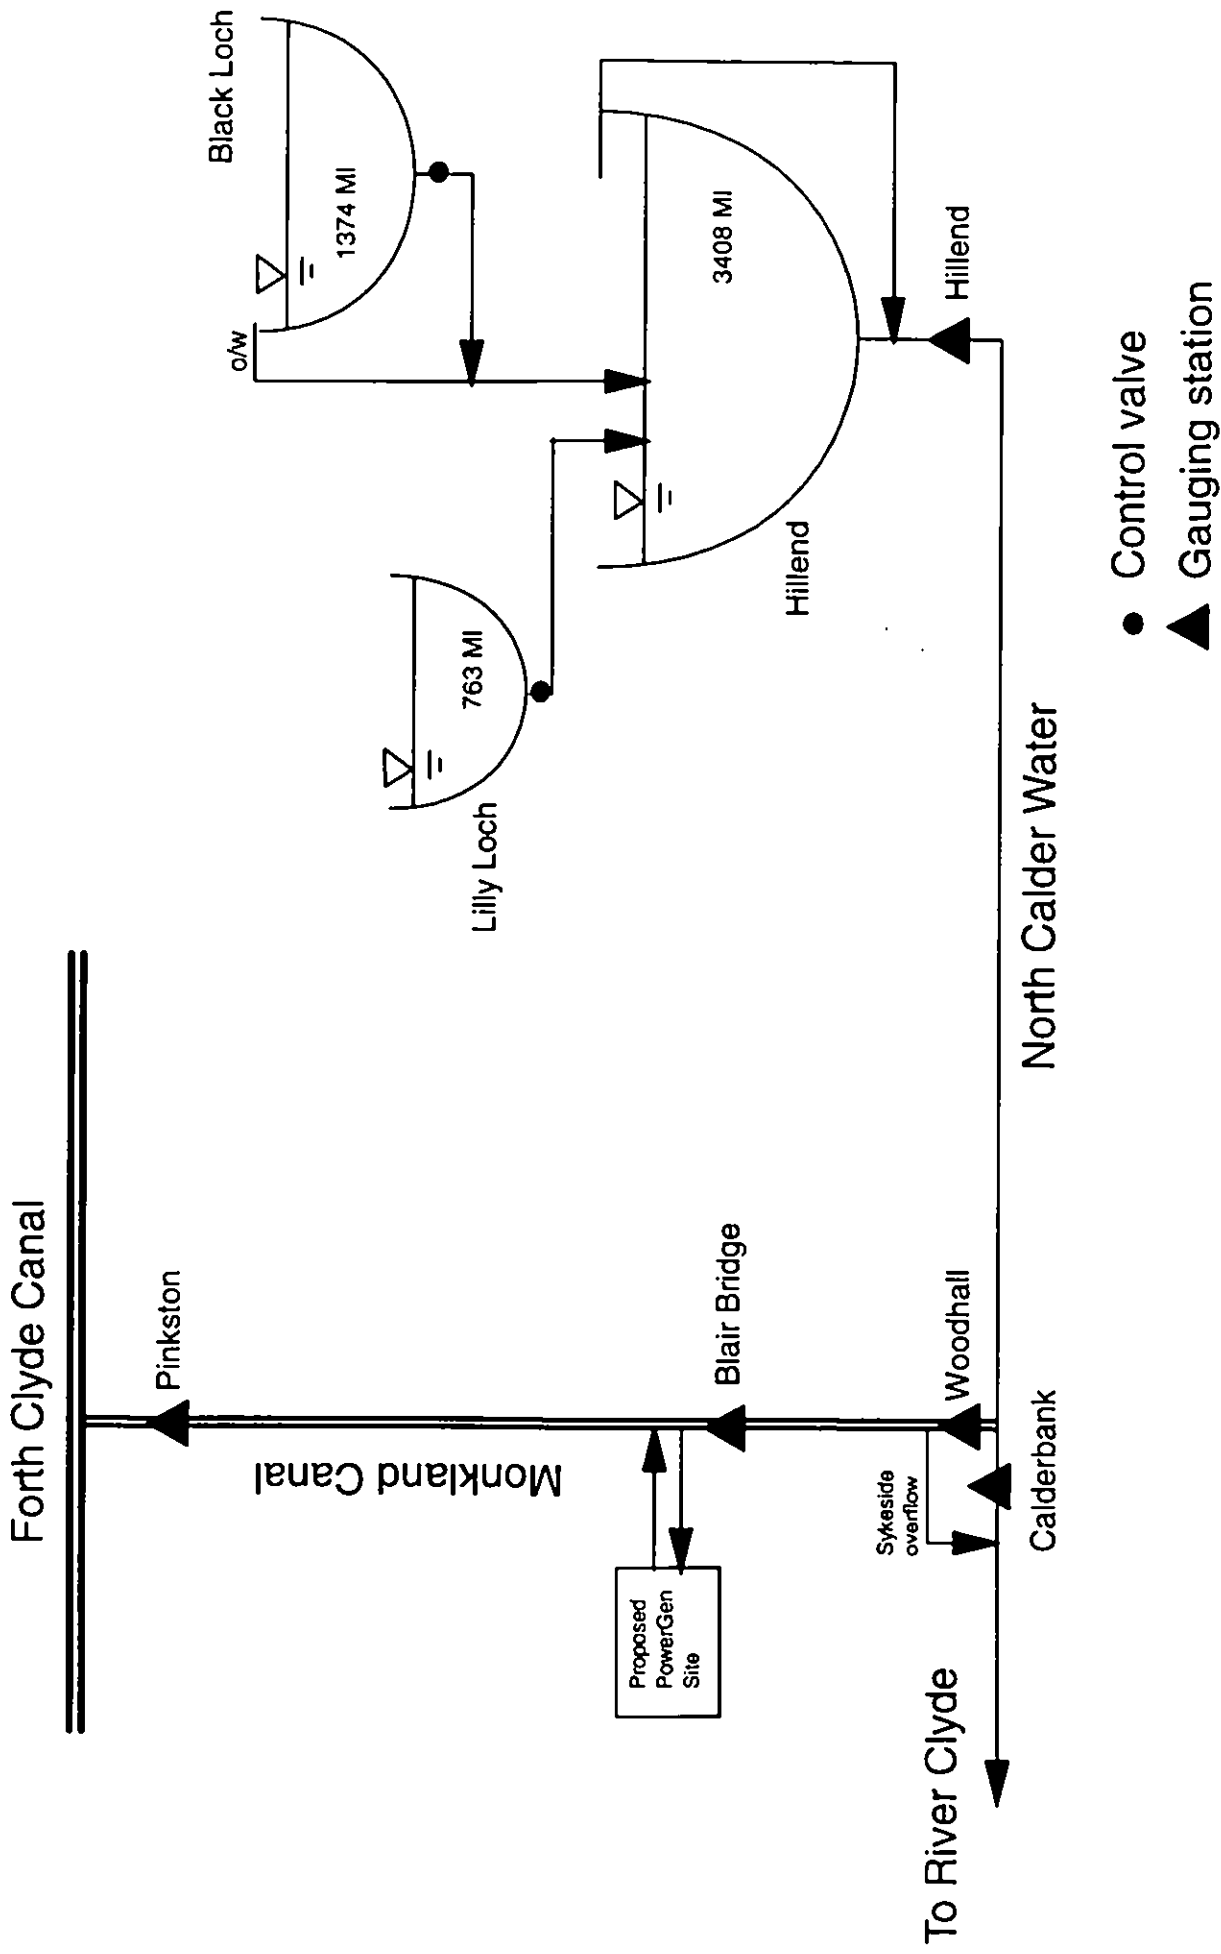 Forth Clyde Canal
Pinkston
Monkland Canal
Blair Bridge
Proposed
PowerGen
Site
Woodhall
Sykeside
overflow
Calderbank
To River Clyde
North Calder Water
Black Loch
1374 Ml
o/w
Lilly Loch
763 Ml
3408 Ml
Hillend
Hillend
Control valve
Gauging station